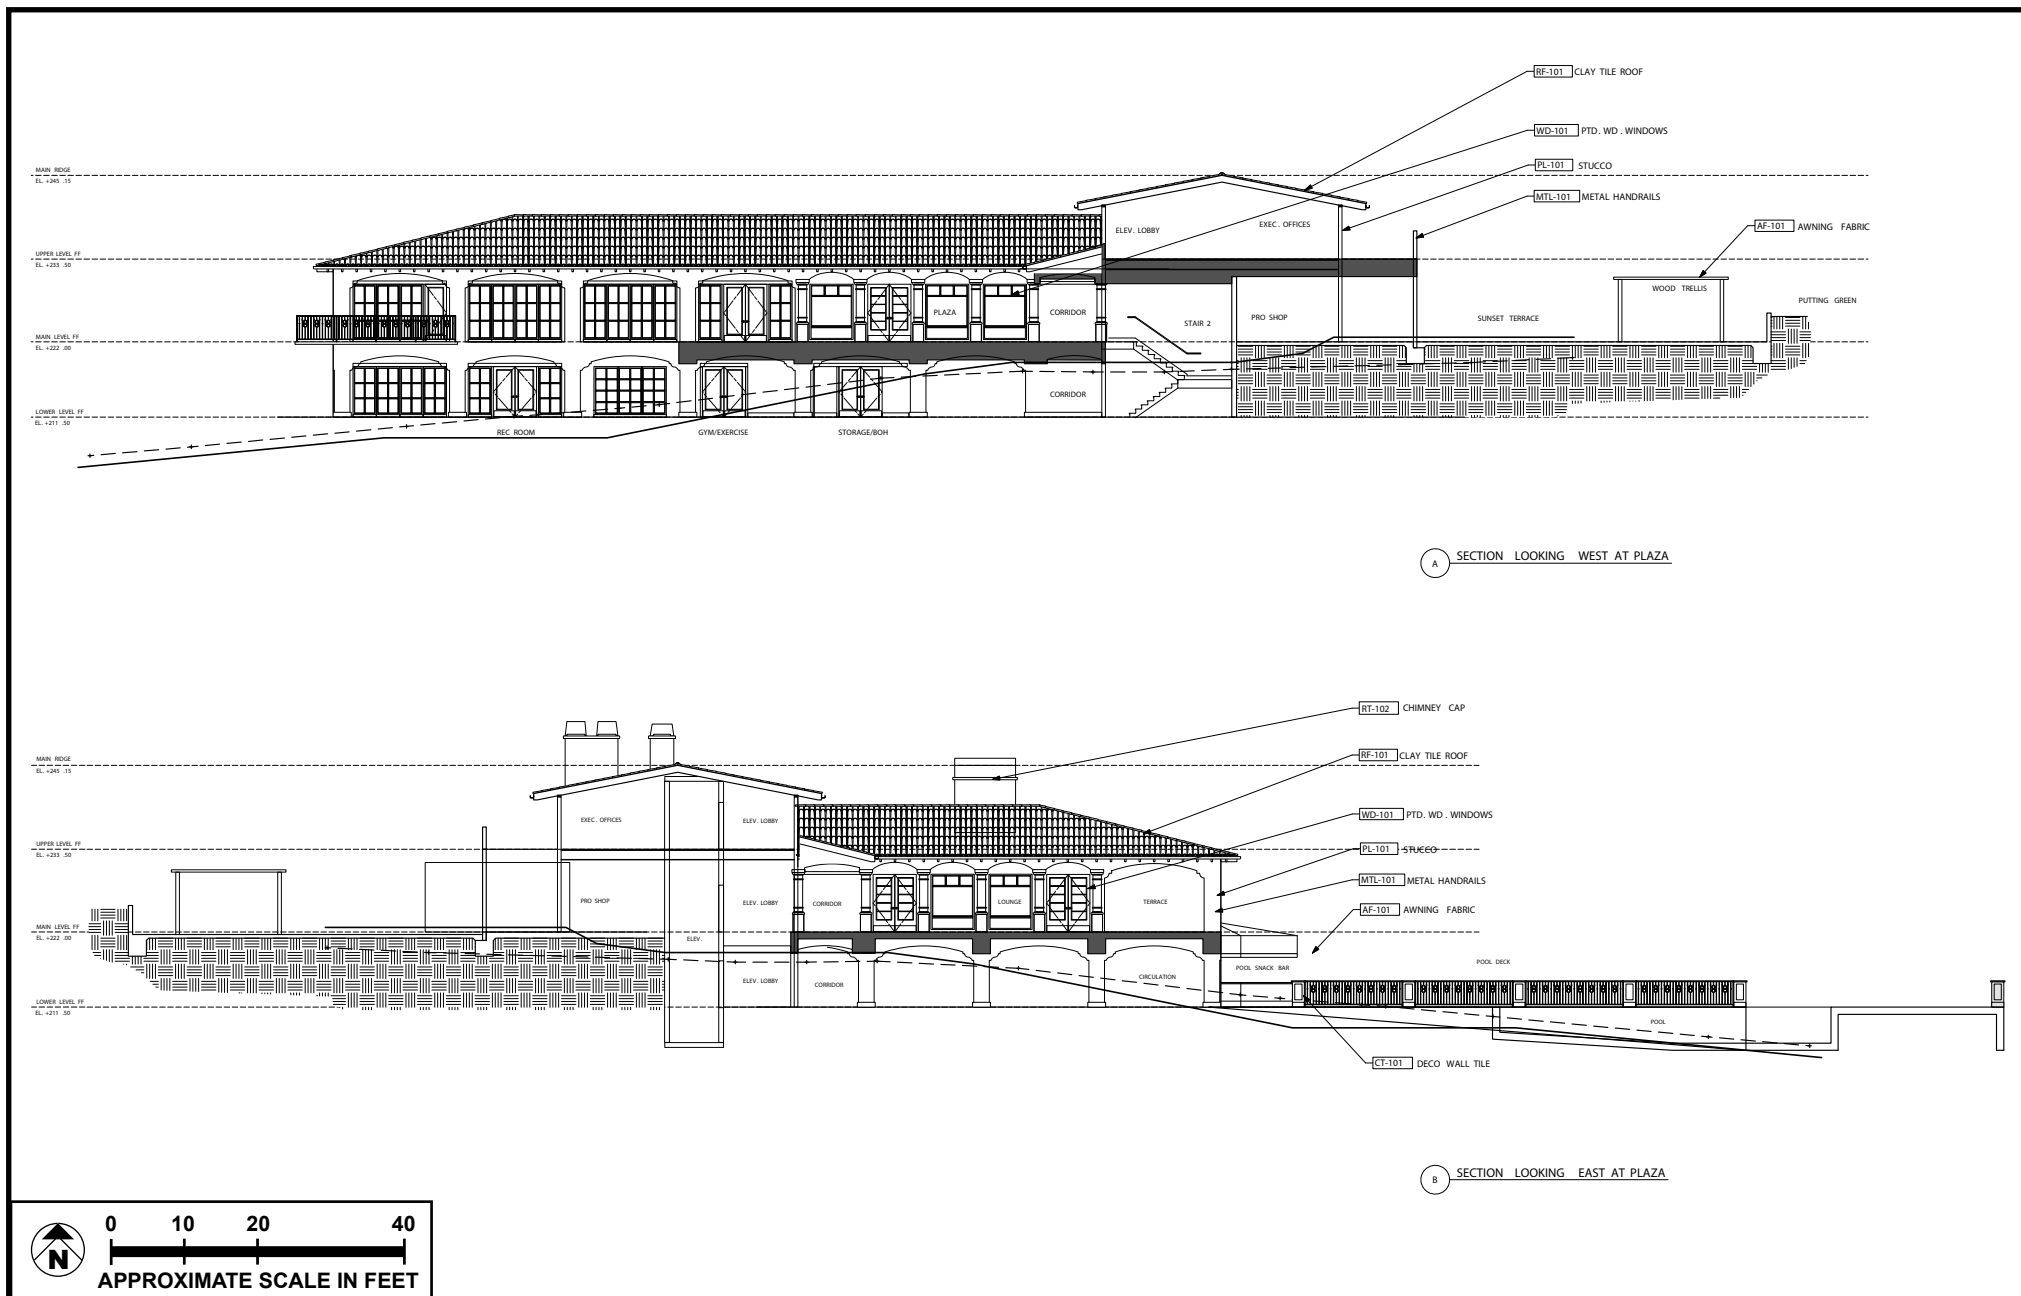 RF-101 CLAY TILE ROOF
WD-101 PTD. WD . WINDOWS
PL-101 STUCCO
MTL-101 METAL HANDRAILS
AF-101 AWNING FABRIC
MAIN RIDGE
EL. +245 .15
ELEV. LOBBY
EXEC . OFFICES
UPPER LEVEL FF
EL. +233 .50
WOOD TRELLIS
PUTTING GREEN
PLAZA
CORRIDOR
STAIR 2
PRO SHOP
SUNSET TERRACE
MAIN LEVEL FF
EL. +222 .00
CORRIDOR
LOWER LEVEL FF
EL. +211 .50
REC ROOM
GYM/EXERCISE
STORAGE/BOH
A
SECTION LOOKING WEST AT PLAZA
RT-102 CHIMNEY CAP
RF-101 CLAY TILE ROOF
WD-101 PTD. WD . WINDOWS
PL-101 STUCCO
MTL-101 METAL HANDRAILS
AF-101 AWNING FABRIC
MAIN RIDGE
EL. +245 .15
EXEC . OFFICES
ELEV. LOBBY
UPPER LEVEL FF
EL. +233 .50
PRO SHOP
ELEV. LOBBY
CORRIDOR
LOUNGE
TERRACE
MAIN LEVEL FF
EL. +222 .00
ELEV.
ELEV. LOBBY
CORRIDOR
CIRCULATION
POOL SNACK BAR
POOL DECK
LOWER LEVEL FF
EL. +211 .50
POOL
CT-101 DECO WALL TILE
B
SECTION LOOKING EAST AT PLAZA
N
0 10 20 40
APPROXIMATE SCALE IN FEET